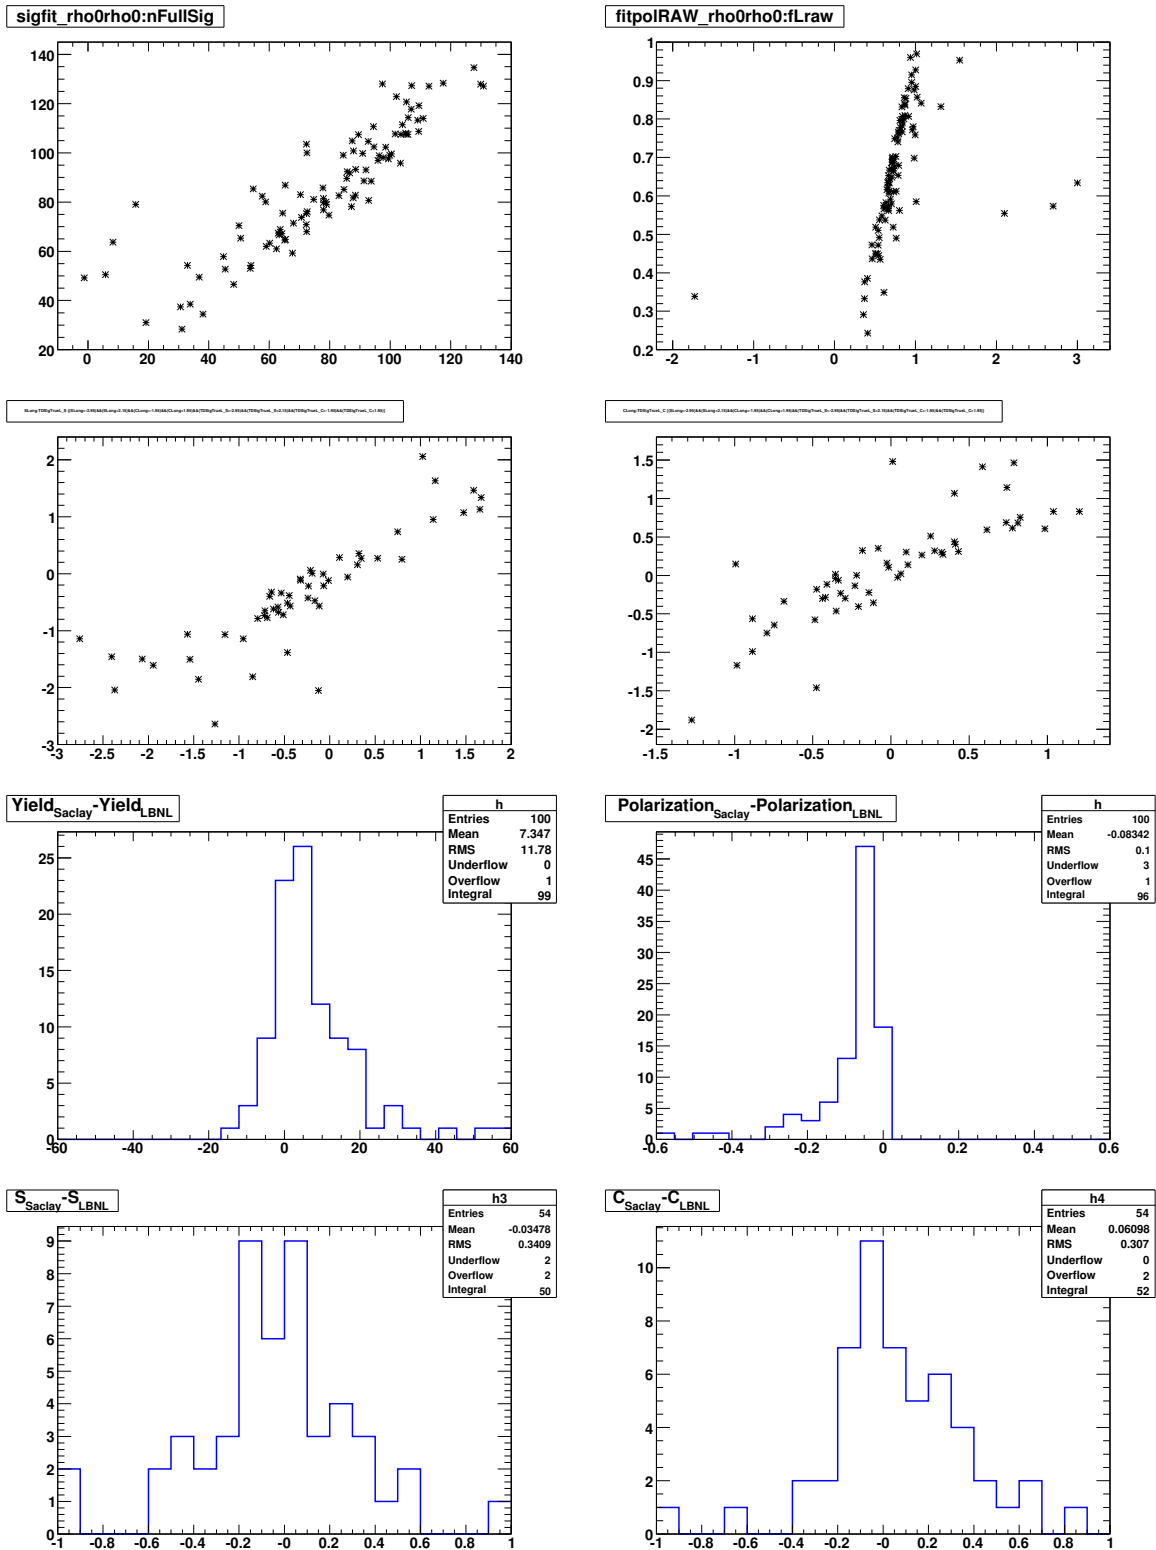 sigfit_rho0rho0:nFullSig
fitpolRAW_rho0rho0:fLraw
140
120
100
80
60
40
20
0 20 40 60 80 100 120 140
1
0.9
0.8
0.7
0.6
0.5
0.4
0.3
0.2
-2 -1 0 1 2 3
2
1
0
-1
-2
-3
-3 -2.5 -2 -1.5 -1 -0.5 0 0.5 1 1.5 2
1.5
1
0.5
0
-0.5
-1
-1.5
-2
-1.5 -1 -0.5 0 0.5 1
Yield Saclay-Yield LBNL
h
Entries 100
Mean 7.347
RMS 11.78
Underflow 0
Overflow 1
Integral 99
25
20
15
10
5
0
-60 -40 -20 0 20 40 60
Polarization Saclay-Polarization LBNL
h
Entries 100
Mean -0.08342
RMS 0.1
Underflow 3
Overflow 1
Integral 96
45
40
35
30
25
20
15
10
5
0
-0.6 -0.4 -0.2 0 0.2 0.4 0.6
S Saclay-S LBNL
h3
Entries 54
Mean -0.03478
RMS 0.3409
Underflow 2
Overflow 2
Integral 50
9
8
7
6
5
4
3
2
1
0
-1 -0.8 -0.6 -0.4 -0.2 -0 0.2 0.4 0.6 0.8 1
C Saclay-C LBNL
h4
Entries 54
Mean 0.06098
RMS 0.307
Underflow 0
Overflow 2
Integral 52
10
8
6
4
2
0
-1 -0.8 -0.6 -0.4 -0.2 -0 0.2 0.4 0.6 0.8 1